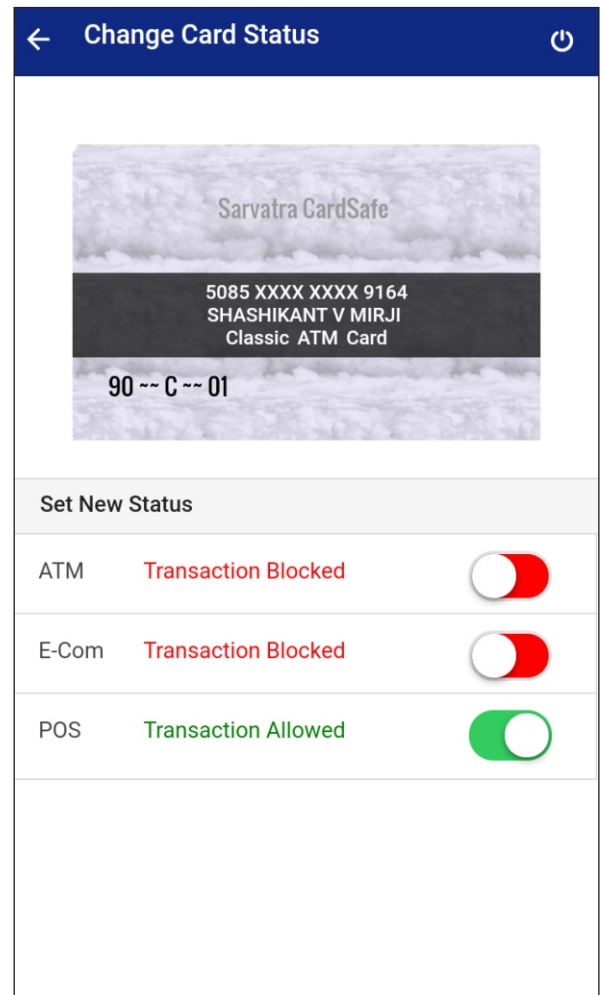 Change Card Status
Sarvatra CardSafe
5085 XXXX XXXX 9164
SHASHIKANT V MIRJI
Classic ATM Card
90 ~~ C ~~ 01
Set New Status
ATM Transaction Blocked
E-Com Transaction Blocked
POS Transaction Allowed